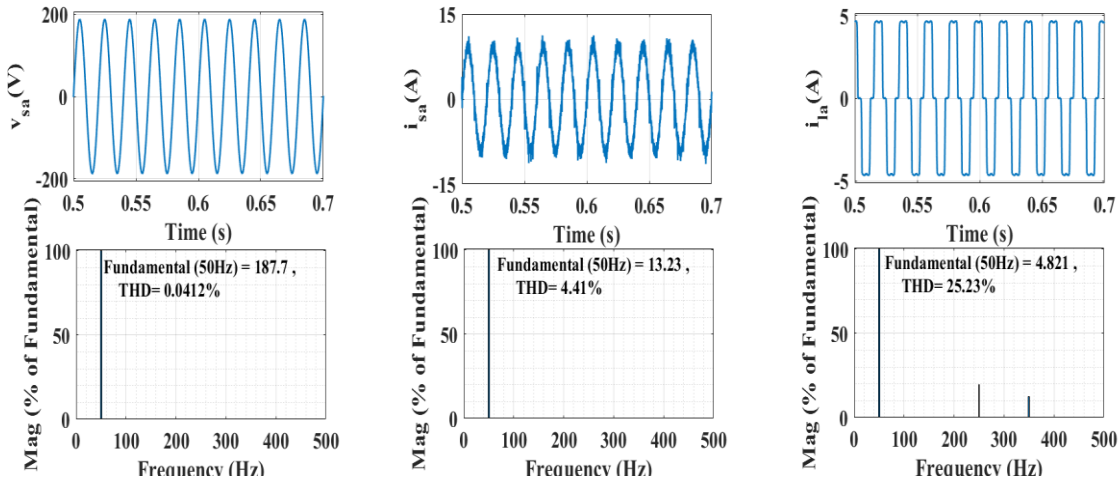 v_sa(V)
200
0
-200
0.5 0.55 0.6 0.65 0.7
Time (s)
i_sa(A)
15
0
-15
0.5 0.55 0.6 0.65 0.7
Time (s)
i_la(A)
5
0
-5
0.5 0.55 0.6 0.65 0.7
Time (s)
Mag (% of Fundamental)
100
50
0
Fundamental (50Hz) = 187.7 ,
THD= 0.0412%
0 100 200 300 400 500
Frequency (Hz)
Mag (% of Fundamental)
100
50
0
Fundamental (50Hz) = 13.23 ,
THD= 4.41%
0 100 200 300 400 500
Frequency (Hz)
Mag (% of Fundamental)
100
50
0
Fundamental (50Hz) = 4.821 ,
THD= 25.23%
0 100 200 300 400 500
Frequency (Hz)